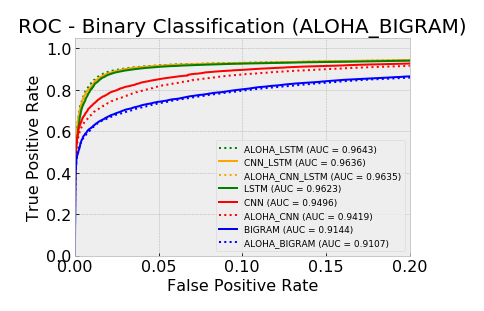 ROC - Binary Classification (ALOHA_BIGRAM)
1.0
0.8
0.6
0.4
0.2
0.0
True Positive Rate
ALOHA_LSTM (AUC = 0.9643)
CNN_LSTM (AUC = 0.9636)
ALOHA_CNN_LSTM (AUC = 0.9635)
LSTM (AUC = 0.9623)
CNN (AUC = 0.9496)
ALOHA_CNN (AUC = 0.9419)
BIGRAM (AUC = 0.9144)
ALOHA_BIGRAM (AUC = 0.9107)
0.00 0.05 0.10 0.15 0.20
False Positive Rate